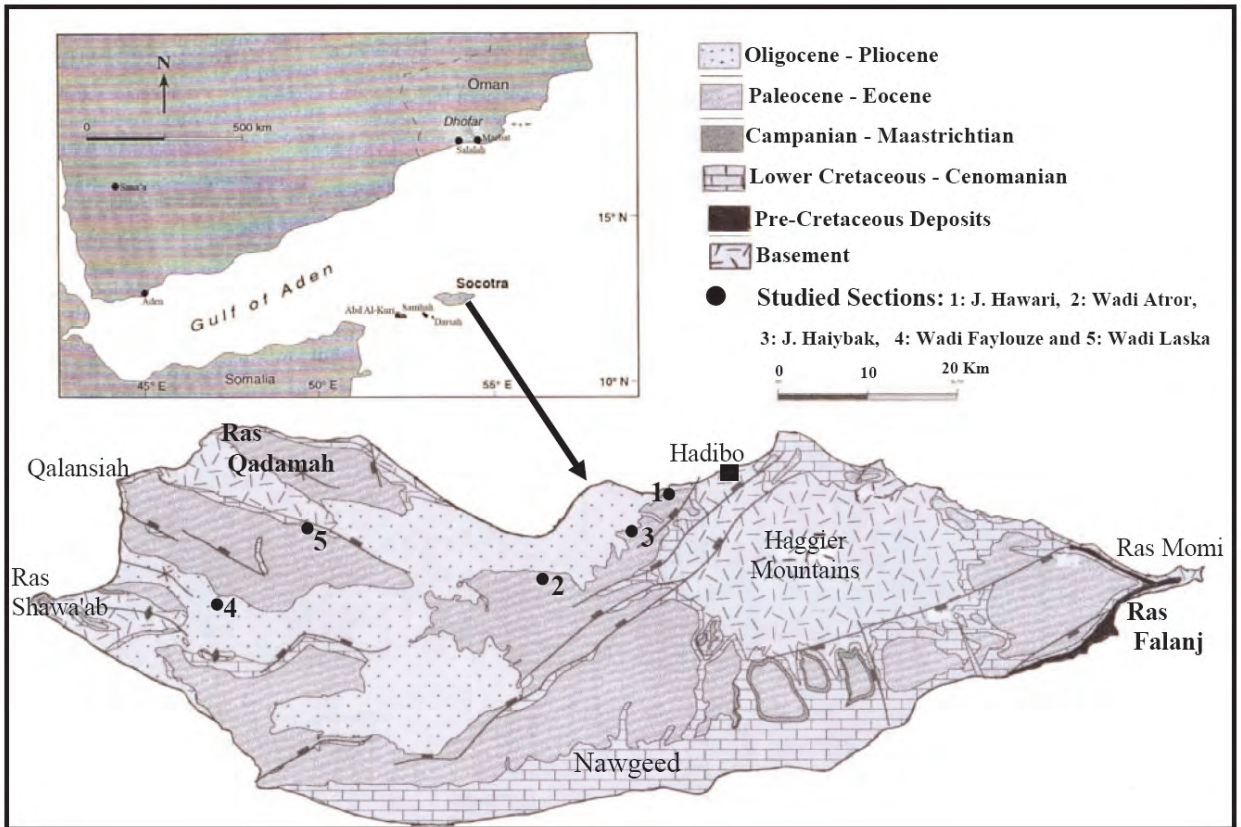 N
0 500 km
Oman
Dhofar
Marbat
Salalah
Sana'a
15° N
Aden
Gulf of Aden
Socotra
Abd Al-Kuri
Samhah
Darsah
Somalia
45° E 50° E 55° E 10° N
Oligocene - Pliocene
Paleocene - Eocene
Campanian - Maastrichtian
Lower Cretaceous - Cenomanian
Pre-Cretaceous Deposits
Basement
Studied Sections: 1: J. Hawari, 2: Wadi Atror,
3: J. Haiybak, 4: Wadi Faylouze and 5: Wadi Laska
0 10 20 Km
Ras
Qadamah
Qalansiah
Hadibo
1
5
3
Haggier
Mountains
Ras Momi
2
Ras
Shawa'ab
4
Ras
Falanj
Nawgeed